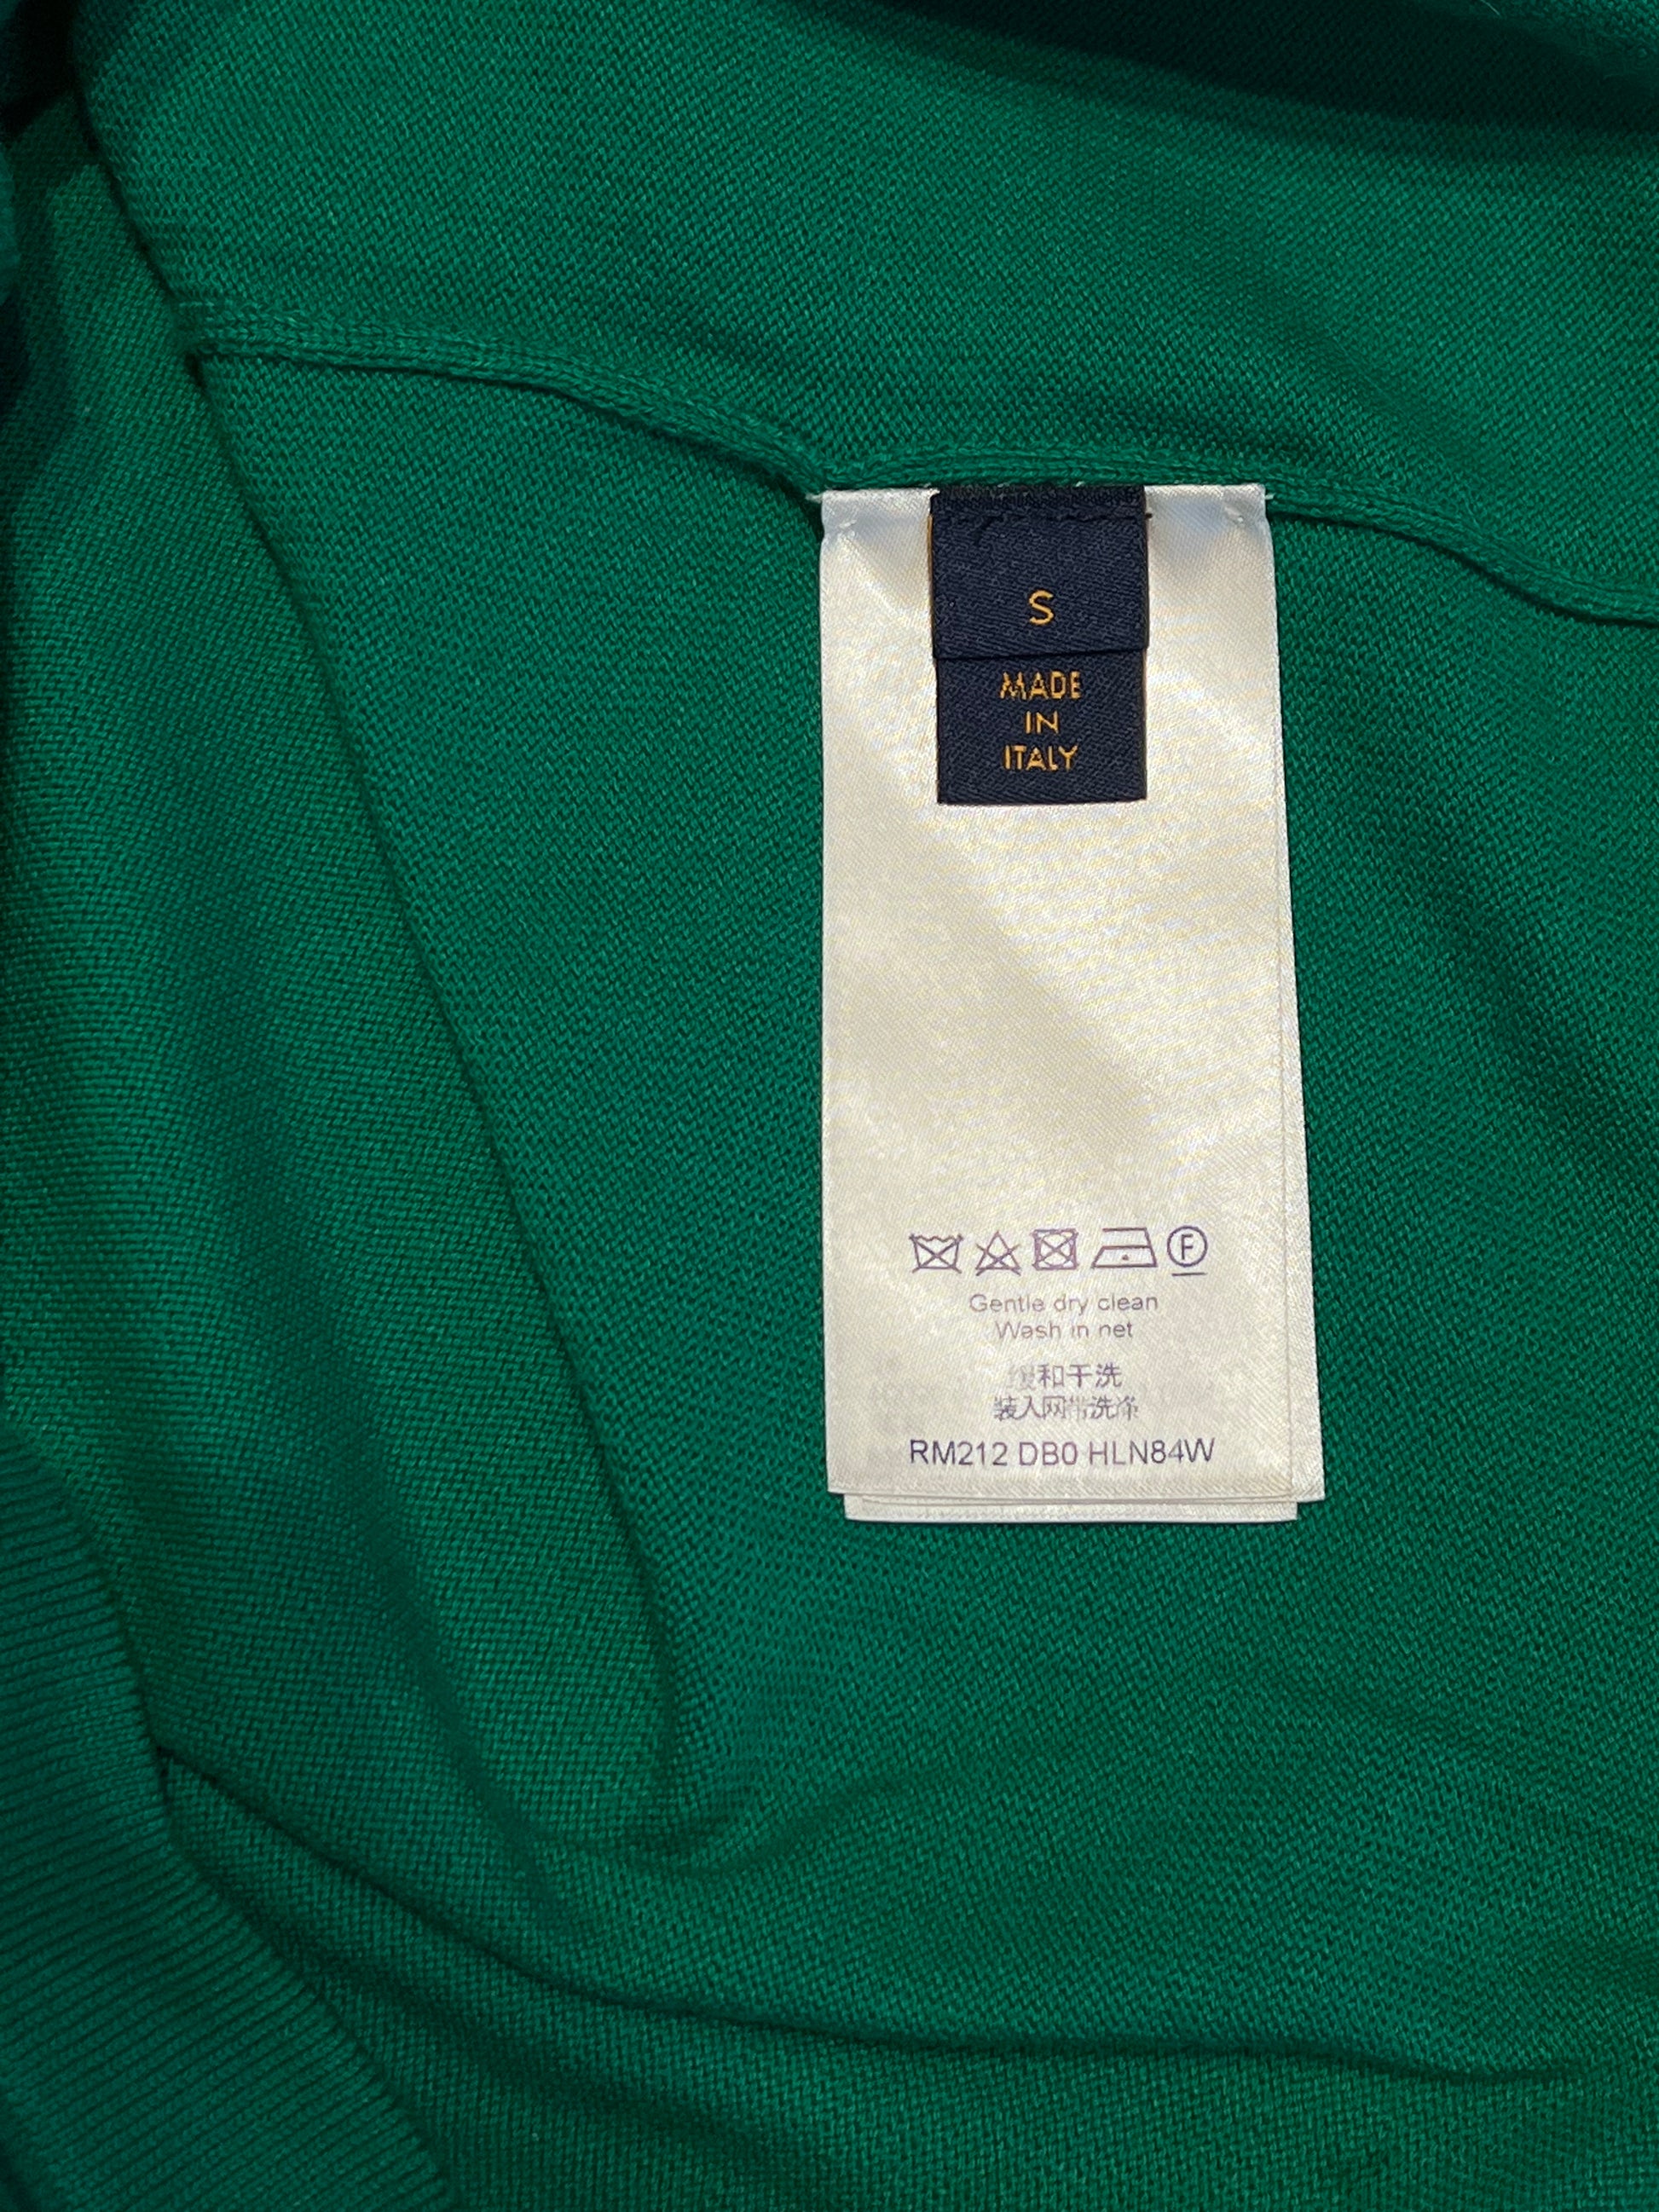 S
MADE
IN
ITALY
F
Gentle dry clean
Wash in net
缓和干洗
装入网带洗涤
RM212 DB0 HLN84W